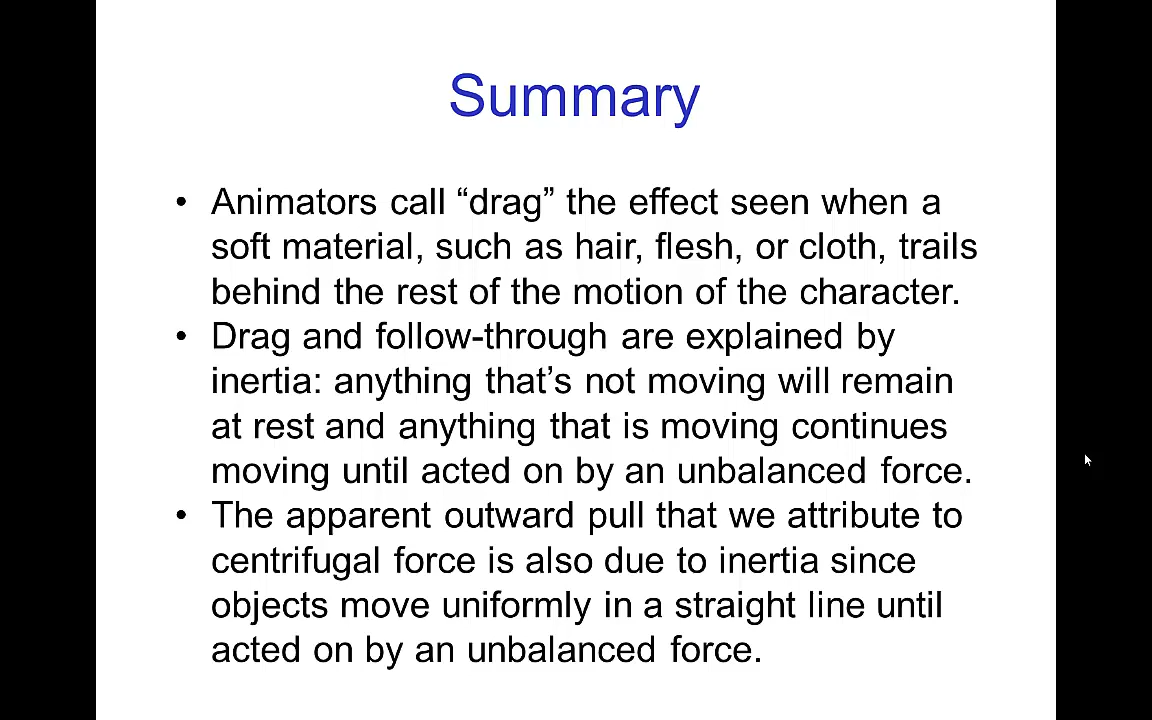 Summary
• Animators call “drag” the effect seen when a
soft material, such as hair, flesh, or cloth, trails
behind the rest of the motion of the character.
• Drag and follow-through are explained by
inertia: anything that’s not moving will remain
at rest and anything that is moving continues
moving until acted on by an unbalanced force.
• The apparent outward pull that we attribute to
centrifugal force is also due to inertia since
objects move uniformly in a straight line until
acted on by an unbalanced force.